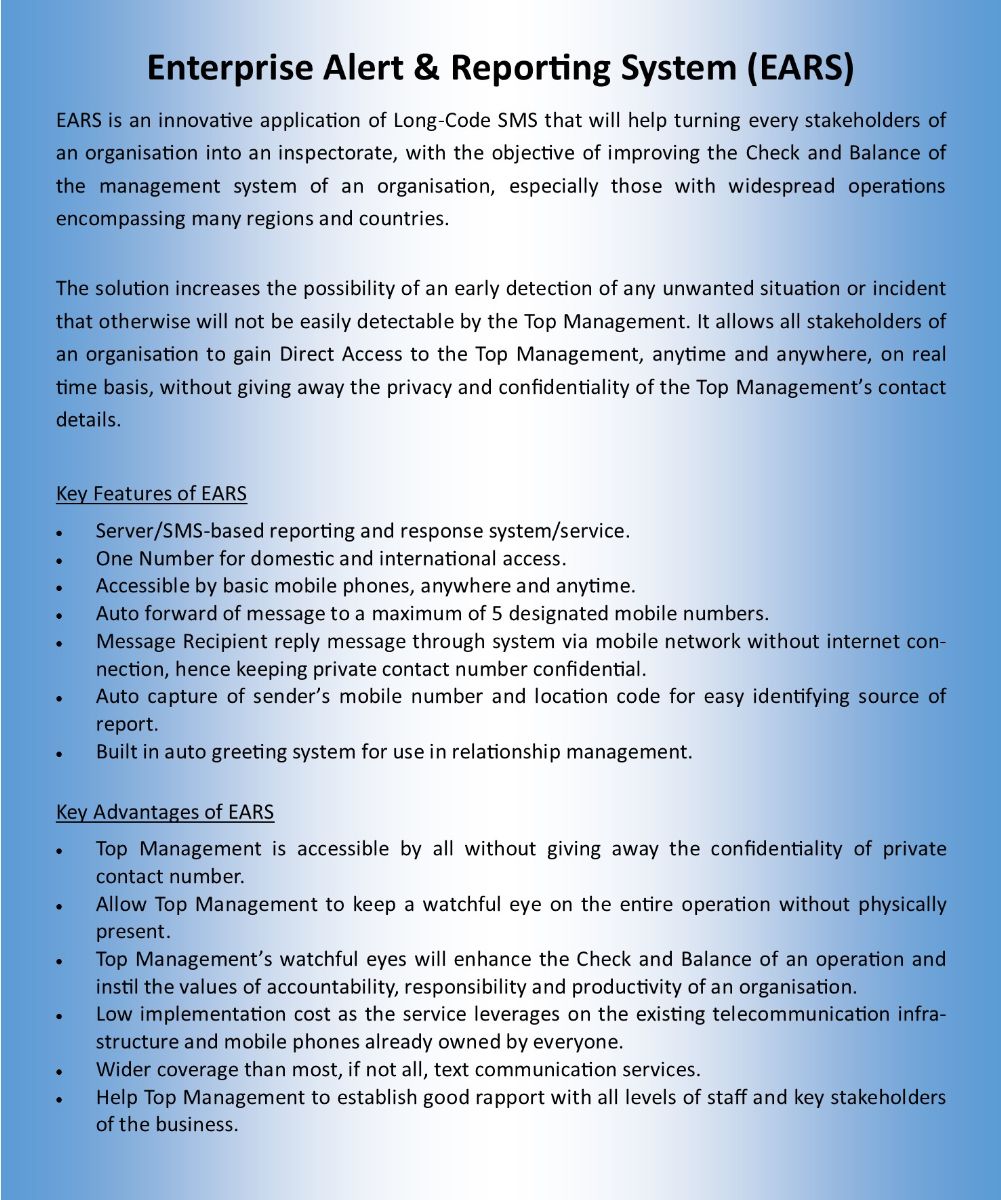 Enterprise Alert & Reporting System (EARS)
EARS is an innovative application of Long-Code SMS that will help turning every stakeholders of
an organisation into an inspectorate, with the objective of improving the Check and Balance of
the management system of an organisation, especially those with widespread operations
encompassing many regions and countries.
The solution increases the possibility of an early detection of any unwanted situation or incident
that otherwise will not be easily detectable by the Top Management. It allows all stakeholders of
an organisation to gain Direct Access to the Top Management, anytime and anywhere, on real
time basis, without giving away the privacy and confidentiality of the Top Management’s contact
details.
Key Features of EARS
• Server/SMS-based reporting and response system/service.
• One Number for domestic and international access.
• Accessible by basic mobile phones, anywhere and anytime.
• Auto forward of message to a maximum of 5 designated mobile numbers.
• Message Recipient reply message through system via mobile network without internet con-
nection, hence keeping private contact number confidential.
• Auto capture of sender’s mobile number and location code for easy identifying source of
report.
• Built in auto greeting system for use in relationship management.
Key Advantages of EARS
• Top Management is accessible by all without giving away the confidentiality of private
contact number.
• Allow Top Management to keep a watchful eye on the entire operation without physically
present.
• Top Management’s watchful eyes will enhance the Check and Balance of an operation and
instil the values of accountability, responsibility and productivity of an organisation.
• Low implementation cost as the service leverages on the existing telecommunication infra-
structure and mobile phones already owned by everyone.
• Wider coverage than most, if not all, text communication services.
• Help Top Management to establish good rapport with all levels of staff and key stakeholders
of the business.